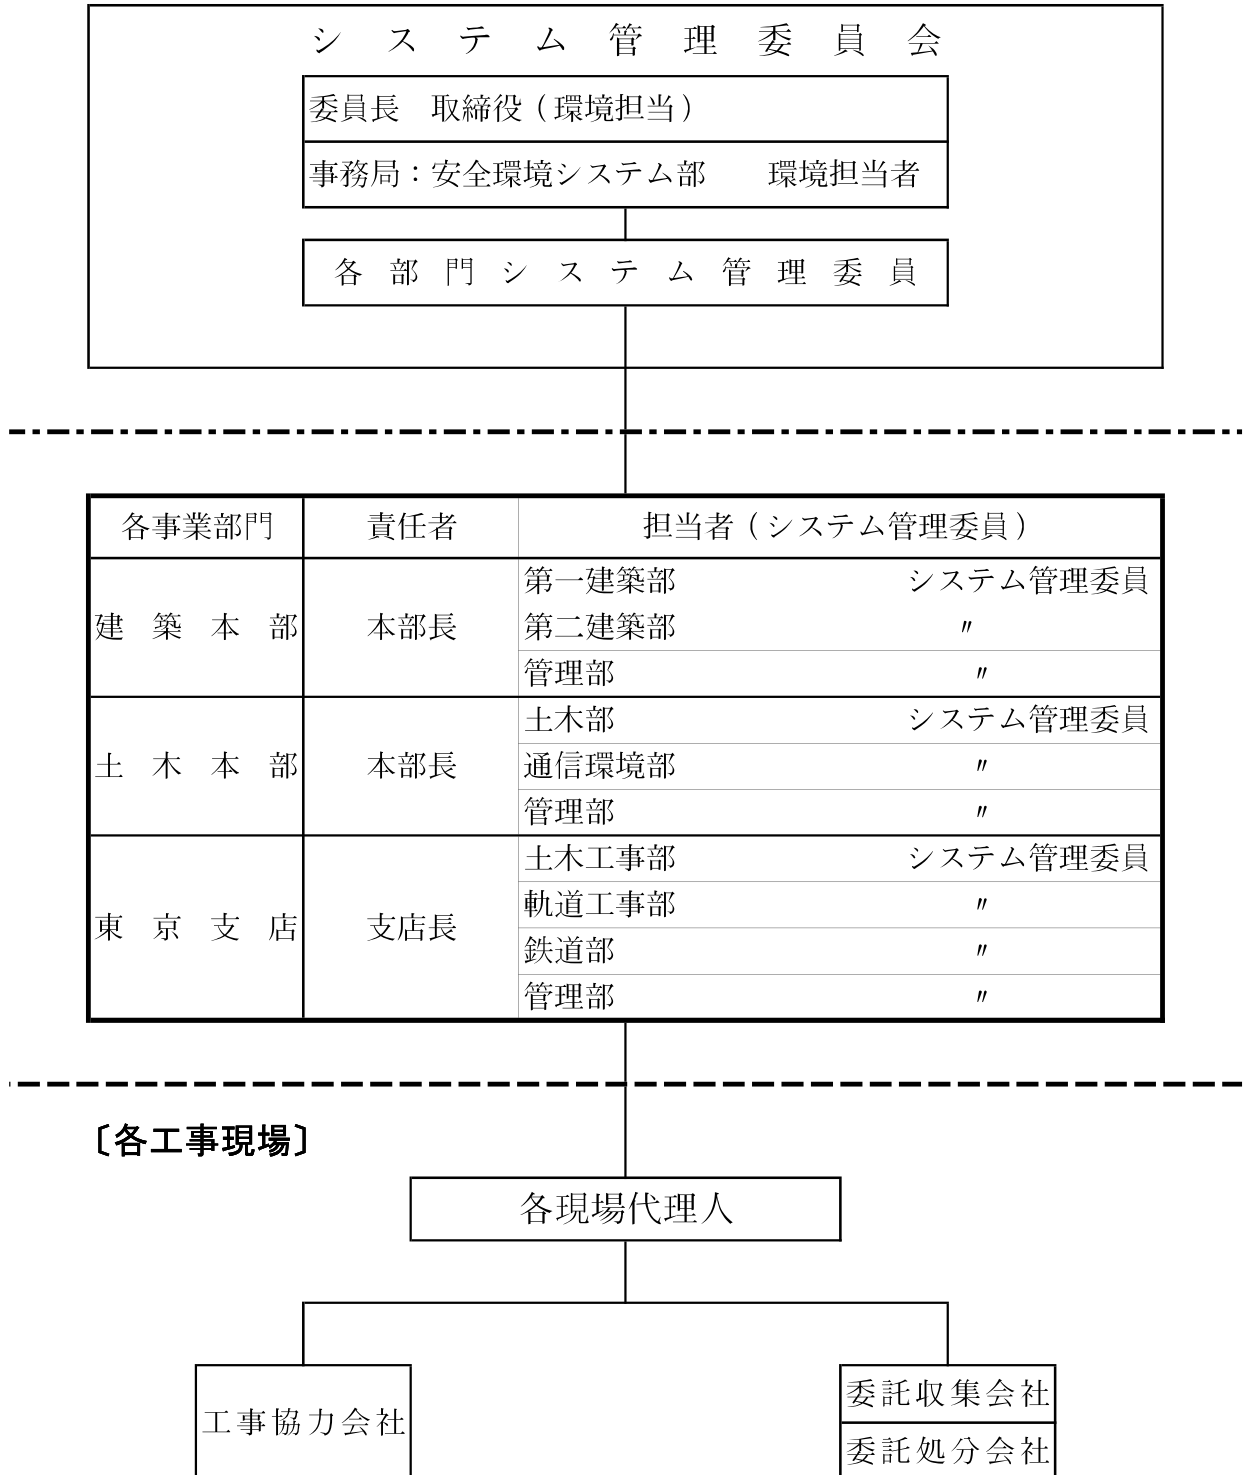 システム管理委員会
委員長　取締役（環境担当）
事務局：安全環境システム部　　環境担当者
各部門システム管理委員
各事業部門　責任者　担当者（システム管理委員）
建築本部　本部長
第一建築部　システム管理委員
第二建築部　〃
管理部　〃
土木本部　本部長
土木部　システム管理委員
通信環境部　〃
管理部　〃
東京支店　支店長
土木工事部　システム管理委員
軌道工事部　〃
鉄道部　〃
管理部　〃
〔各工事現場〕
各現場代理人
工事協力会社
委託収集会社
委託処分会社